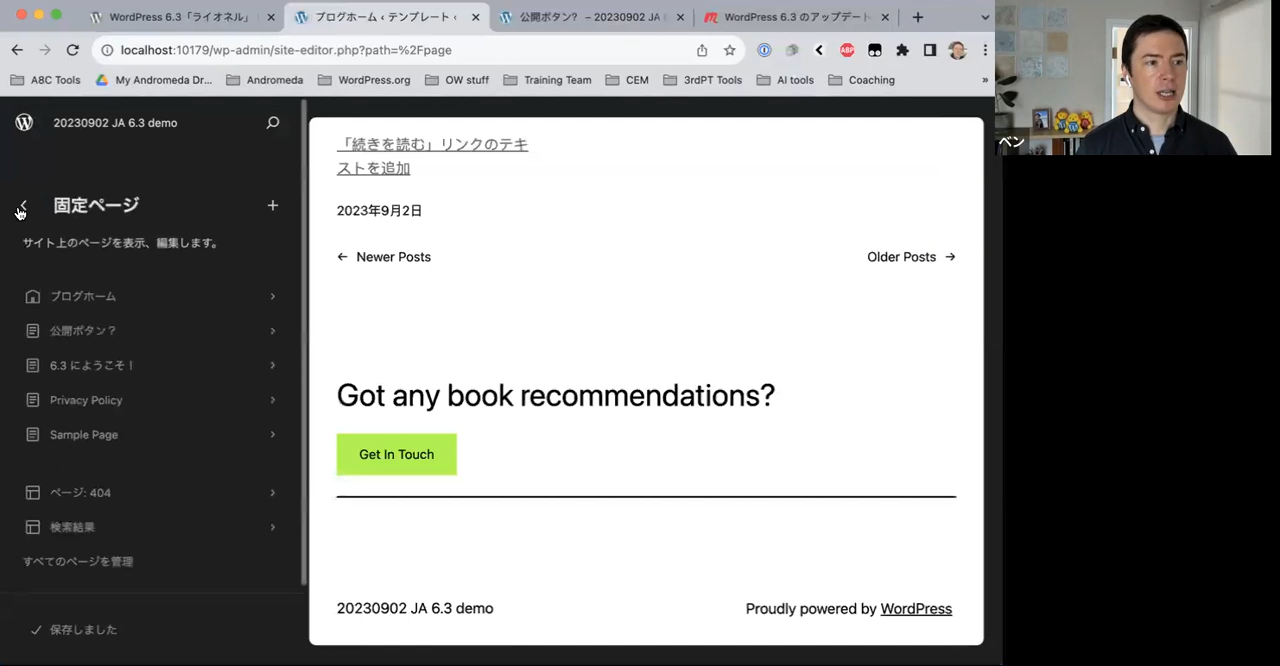 WordPress 6.3「ライオネル」
ブログホーム ‹ テンプレート ‹
公開ボタン? – 20230902 JA
WordPress 6.3 のアップデート
localhost:10179/wp-admin/site-editor.php?path=%2Fpage
ABP
A8C Tools
My Andromeda Dr...
Andromeda
WordPress.org
OW stuff
Training Team
CEM
3rdPT Tools
AI tools
Coaching
»
20230902 JA 6.3 demo
固定ページ
サイト上のページを表示、編集します。
ブログホーム
公開ボタン？
6.3 にようこそ！
Privacy Policy
Sample Page
ページ: 404
検索結果
すべてのページを管理
保存しました
「続きを読む」リンクのテキ
ストを追加
2023年9月2日
← Newer Posts
Older Posts →
Got any book recommendations?
Get In Touch
20230902 JA 6.3 demo
Proudly powered by WordPress
ベン